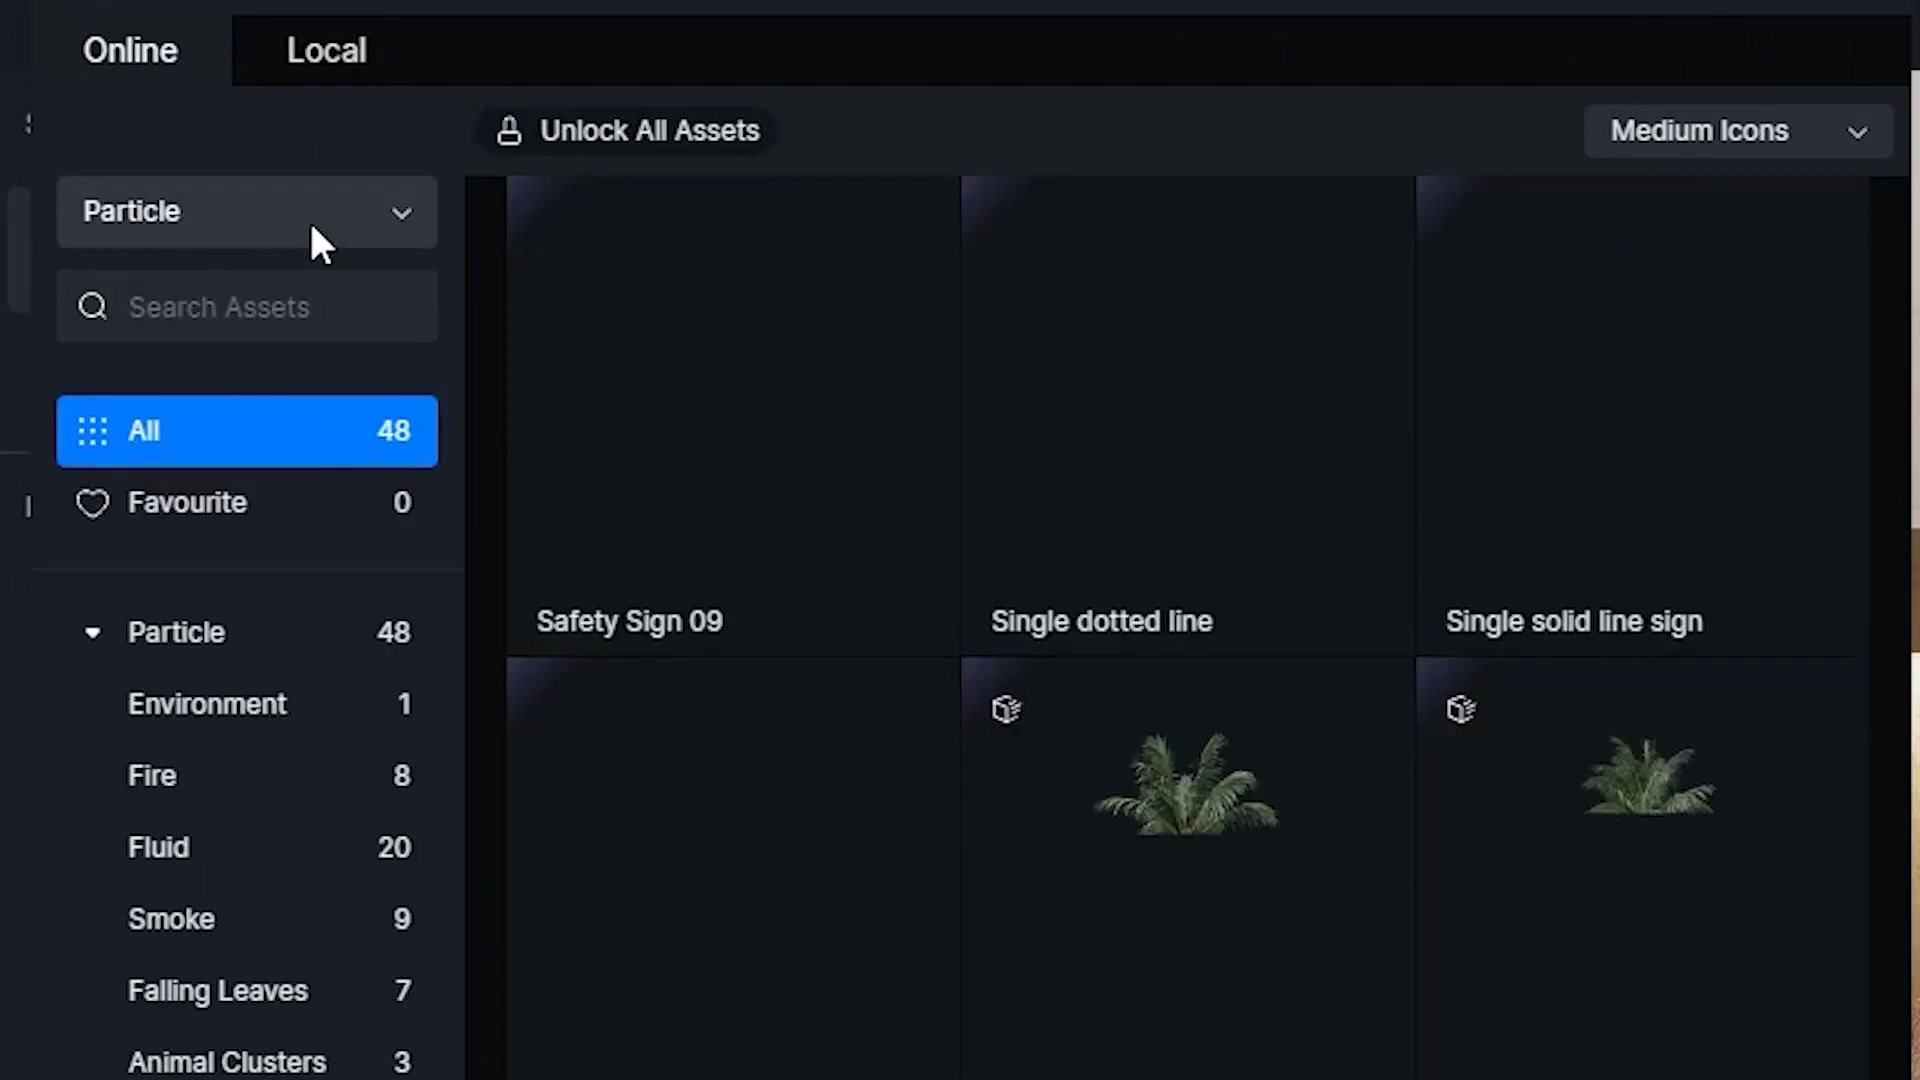 Online
Local
Unlock All Assets
Medium Icons
Particle
Search Assets
All 48
Favourite 0
Particle 48
Environment 1
Fire 8
Fluid 20
Smoke 9
Falling Leaves 7
Animal Clusters 3
Safety Sign 09
Single dotted line
Single solid line sign